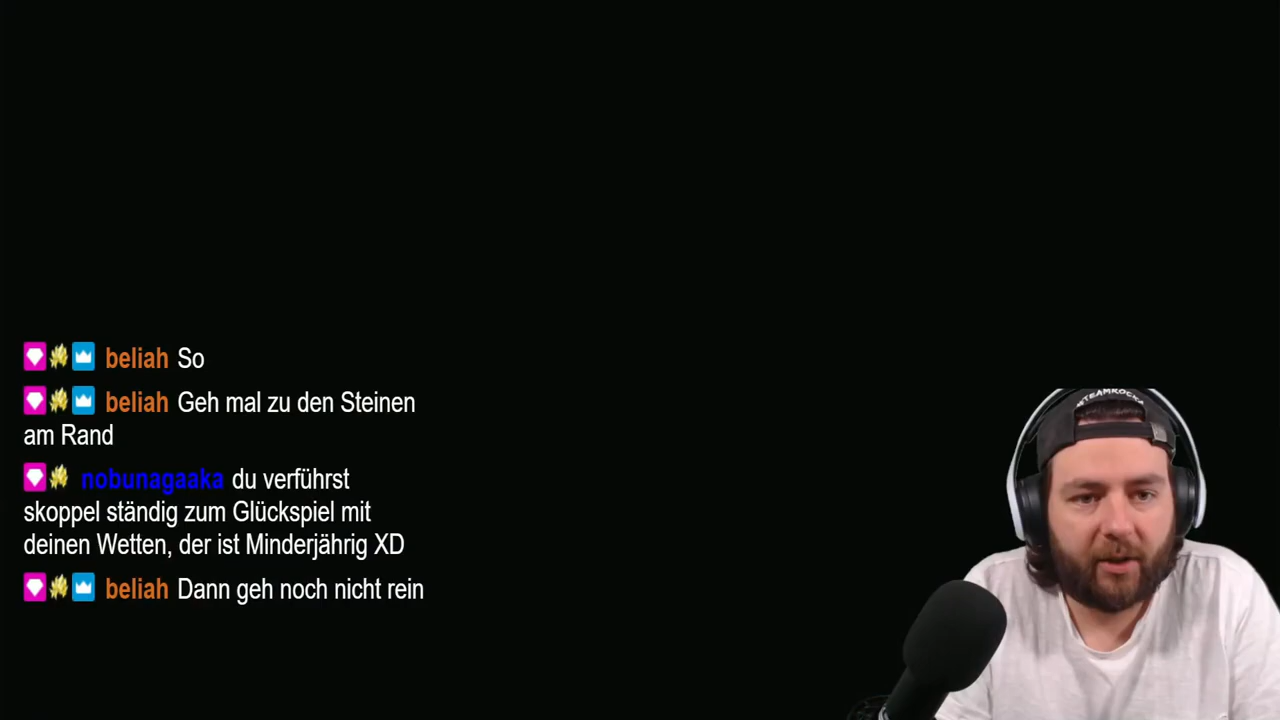 beliah So
beliah Geh mal zu den Steinen
am Rand
nobunagaaka du verführst
skoppel ständig zum Glückspiel mit
deinen Wetten, der ist Minderjährig XD
beliah Dann geh noch nicht rein